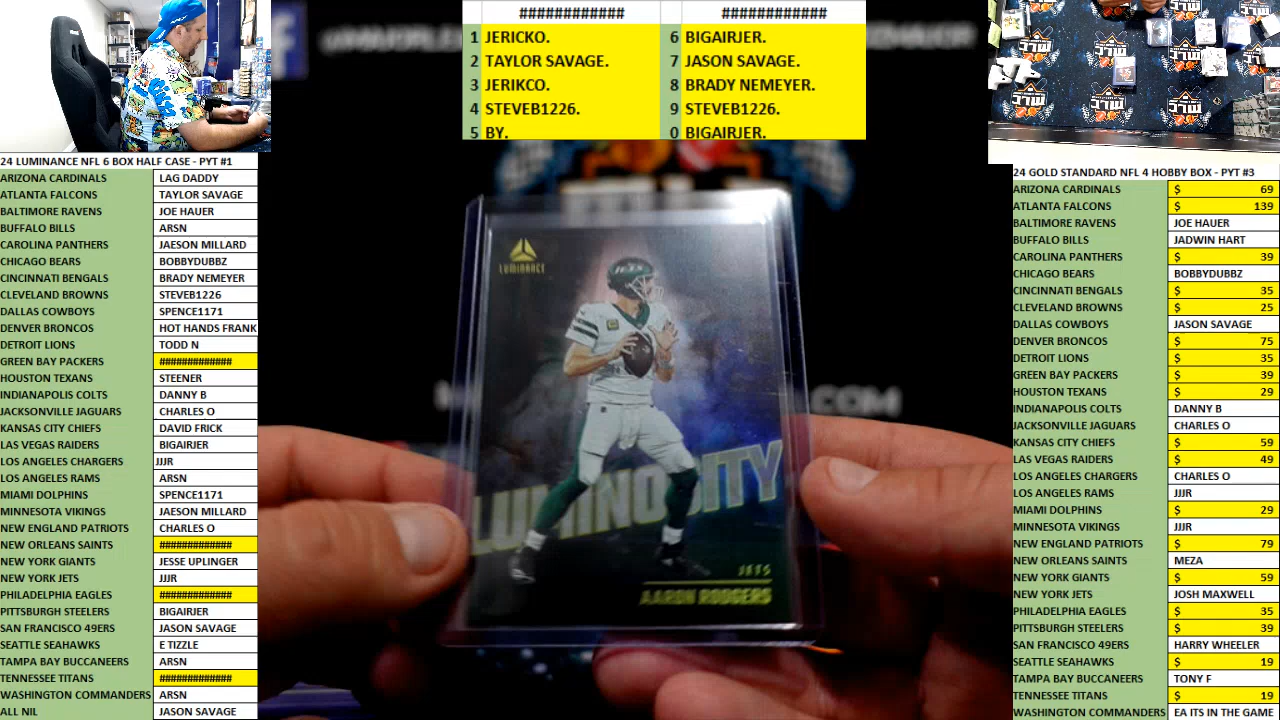 ############ ############
1 JERICKO. 6 BIGAIRJER.
2 TAYLOR SAVAGE. 7 JASON SAVAGE.
3 JERIKCO. 8 BRADY NEMEYER.
4 STEVEB1226. 9 STEVEB1226.
5 BY. 0 BIGAIRJER.
24 LUMINANCE NFL 6 BOX HALF CASE - PYT #1
ARIZONA CARDINALS LAG DADDY
ATLANTA FALCONS TAYLOR SAVAGE
BALTIMORE RAVENS JOE HAUER
BUFFALO BILLS ARSN
CAROLINA PANTHERS JAESON MILLARD
CHICAGO BEARS BOBBYDUBBZ
CINCINNATI BENGALS BRADY NEMEYER
CLEVELAND BROWNS STEVEB1226
DALLAS COWBOYS SPENCE1171
DENVER BRONCOS HOT HANDS FRANK
DETROIT LIONS TODD N
GREEN BAY PACKERS #############
HOUSTON TEXANS STEENER
INDIANAPOLIS COLTS DANNY B
JACKSONVILLE JAGUARS CHARLES O
KANSAS CITY CHIEFS DAVID FRICK
LAS VEGAS RAIDERS BIGAIRJER
LOS ANGELES CHARGERS JJJR
LOS ANGELES RAMS ARSN
MIAMI DOLPHINS SPENCE1171
MINNESOTA VIKINGS JAESON MILLARD
NEW ENGLAND PATRIOTS CHARLES O
NEW ORLEANS SAINTS #############
NEW YORK GIANTS JESSE UPLINGER
NEW YORK JETS JJJR
PHILADELPHIA EAGLES #############
PITTSBURGH STEELERS BIGAIRJER
SAN FRANCISCO 49ERS JASON SAVAGE
SEATTLE SEAHAWKS E TIZZLE
TAMPA BAY BUCCANEERS ARSN
TENNESSEE TITANS #############
WASHINGTON COMMANDERS ARSN
ALL NIL JASON SAVAGE
LUMINANCE
LUMINOSITY
JETS
AARON RODGERS
24 GOLD STANDARD NFL 4 HOBBY BOX - PYT #3
ARIZONA CARDINALS $ 69
ATLANTA FALCONS $ 139
BALTIMORE RAVENS JOE HAUER
BUFFALO BILLS JADWIN HART
CAROLINA PANTHERS $ 39
CHICAGO BEARS BOBBYDUBBZ
CINCINNATI BENGALS $ 35
CLEVELAND BROWNS $ 25
DALLAS COWBOYS JASON SAVAGE
DENVER BRONCOS $ 75
DETROIT LIONS $ 35
GREEN BAY PACKERS $ 39
HOUSTON TEXANS $ 29
INDIANAPOLIS COLTS DANNY B
JACKSONVILLE JAGUARS CHARLES O
KANSAS CITY CHIEFS $ 59
LAS VEGAS RAIDERS $ 49
LOS ANGELES CHARGERS CHARLES O
LOS ANGELES RAMS JJJR
MIAMI DOLPHINS $ 29
MINNESOTA VIKINGS JJJR
NEW ENGLAND PATRIOTS $ 79
NEW ORLEANS SAINTS MEZA
NEW YORK GIANTS $ 59
NEW YORK JETS JOSH MAXWELL
PHILADELPHIA EAGLES $ 35
PITTSBURGH STEELERS $ 39
SAN FRANCISCO 49ERS HARRY WHEELER
SEATTLE SEAHAWKS $ 19
TAMPA BAY BUCCANEERS TONY F
TENNESSEE TITANS $ 19
WASHINGTON COMMANDERS EA ITS IN THE GAME